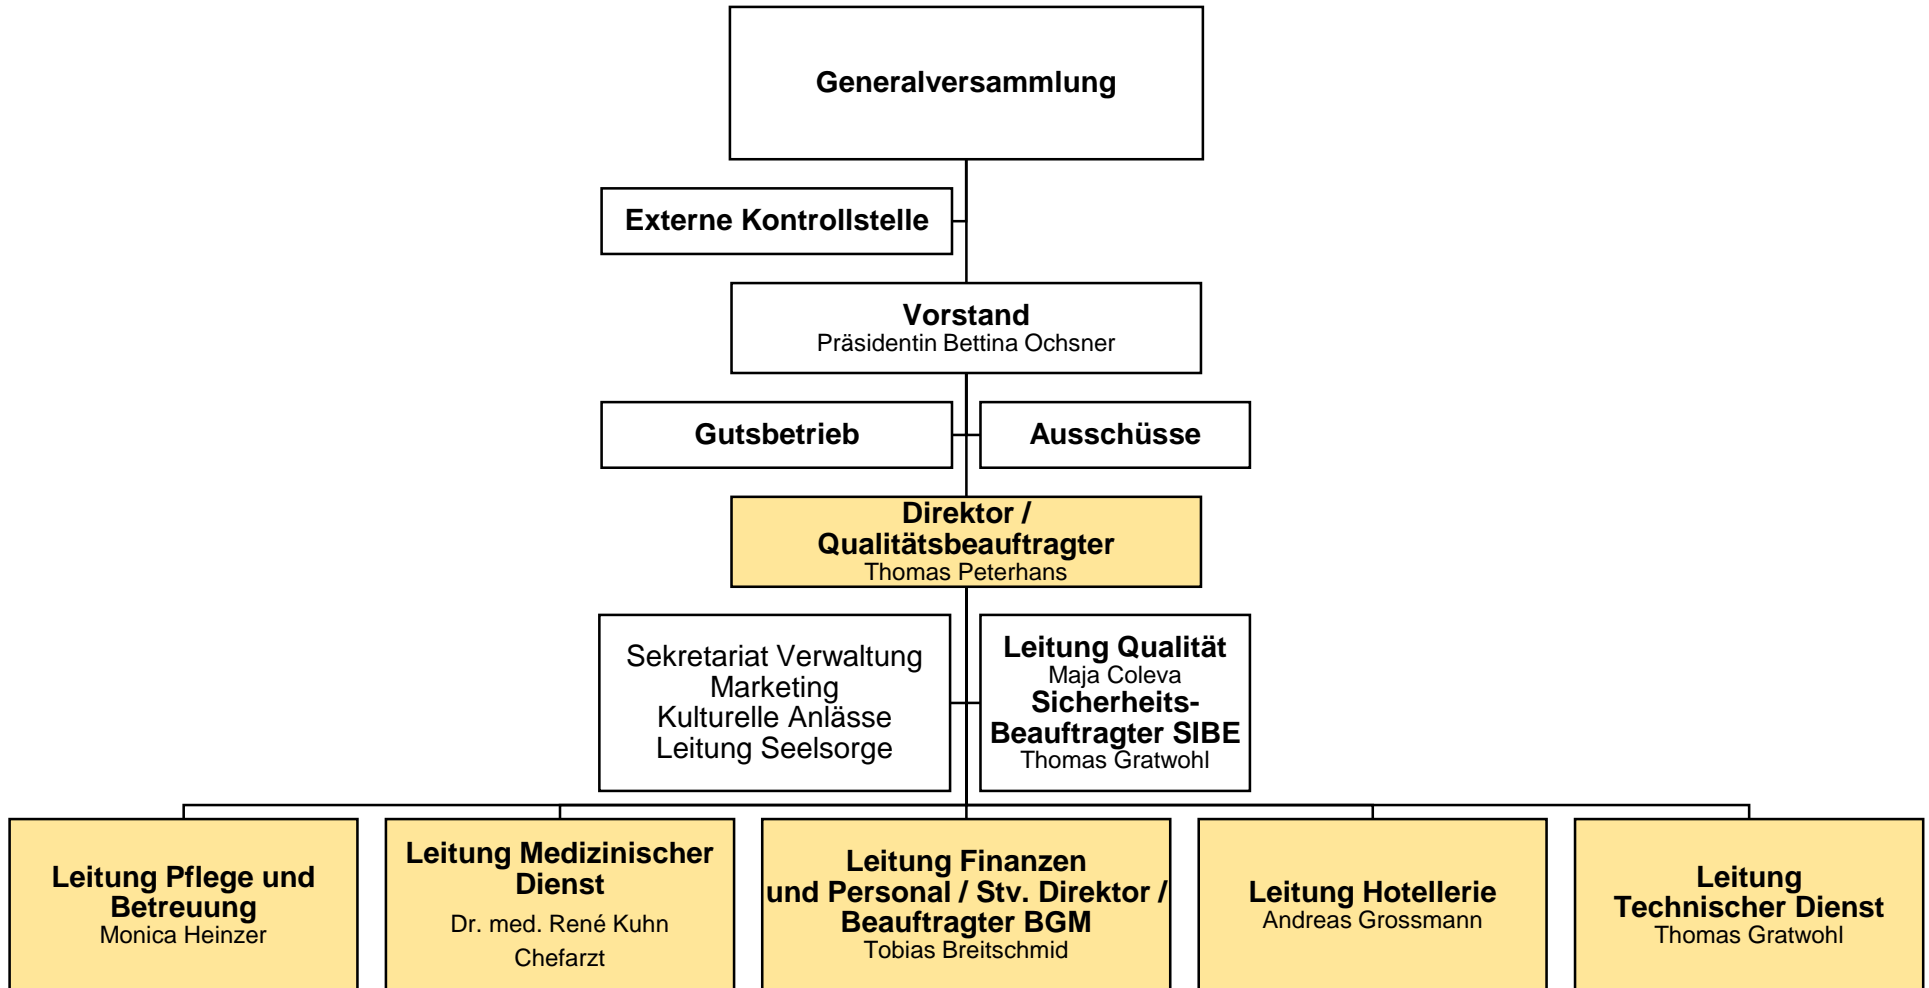 Generalversammlung
Externe Kontrollstelle
Vorstand
Präsidentin Bettina Ochsner
Gutsbetrieb
Ausschüsse
Direktor /
Qualitätsbeauftragter
Thomas Peterhans
Sekretariat Verwaltung
Marketing
Kulturelle Anlässe
Leitung Seelsorge
Leitung Qualität
Maja Coleva
Sicherheits-
Beauftragter SIBE
Thomas Gratwohl
Leitung Pflege und
Betreuung
Monica Heinzer
Leitung Medizinischer
Dienst
Dr. med. René Kuhn
Chefarzt
Leitung Finanzen
und Personal / Stv. Direktor /
Beauftragter BGM
Tobias Breitschmid
Leitung Hotellerie
Andreas Grossmann
Leitung
Technischer Dienst
Thomas Gratwohl